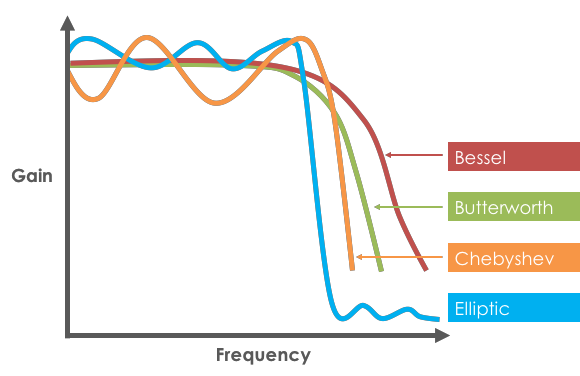 Gain
Bessel
Butterworth
Chebyshev
Elliptic
Frequency